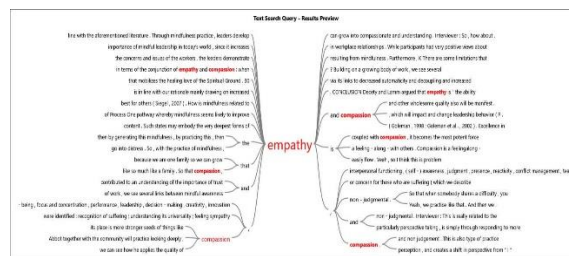 Text Search Query - Results Preview
line with the aforementioned literature . Through mindfulness practice , leaders develop
importance of mindful leadership in today's world , since it increases
the concerns and issues of the workers . the leaders demonstrate
in terms of the conjunction of empathy and compassion : when
that mobilises the healing love of the Spiritual Ground . So
is in line with our rationale mainly drawing on increased
best for others ( Siegel , 2007 ) . How is mindfulness related to
of Process One pathway whereby mindfulness seems likely to improve
content . Such states may embody the very deepest forms of
then by generating this mindfulness , by practicing this , then
go into distress . So , with the practice of mindfulness ,
the
because we are one family so we can grow
like so much like a family . So that compassion ,
that
contributed to an understanding of the importance of trust
of work , we see several links between mindful awareness
and
- being , focus and concentration , performance , leadership , decision - making , creativity , innovation
were identified : recognition of suffering : understanding its universality ; feeling sympathy
,
its place is more stronger seeds of things like
Abbot together with the community will practice looking deeply .
we can see how he applies the quality of
compassion
empathy
can grow into compassionate and understanding . Interviewer : So , how about
in workplace relationships . While participants had very positive views about
resulting from mindfulness . Furthermore , There are some limitations that
? Building on a growing body of work , we see several
via its links to decreased automaticity and decoupling and increased
. CONCLUSION Decety and Lamm argued that empathy is " the ability
and
and other wholesome quality also will be manifest .
compassion
, which will impact and change leadership behavior
( Goleman , 1998 ; Goleman et al . , 2002 ) . Excellence in
is
coupled with compassion , it becomes the most potent force
a feeling - along - with others . Compassion is a feeling
easily flow . Yeah , so I think this is problem
,
interpersonal functioning , ( self - awareness , judgment , presence , reactivity , conflict management
or concern for those who are suffering ( which we describe
non - judgmental .
So that when somebody claims a difficulty , you
Yeah , we practise like that . And then we
and
non - judgmental . Interviewer : This is really related to the
particularly perspective taking , is simply through responding to more
compassion
and non judgement . This is also type of practice
perception , and creates a shift in perspective from " I "